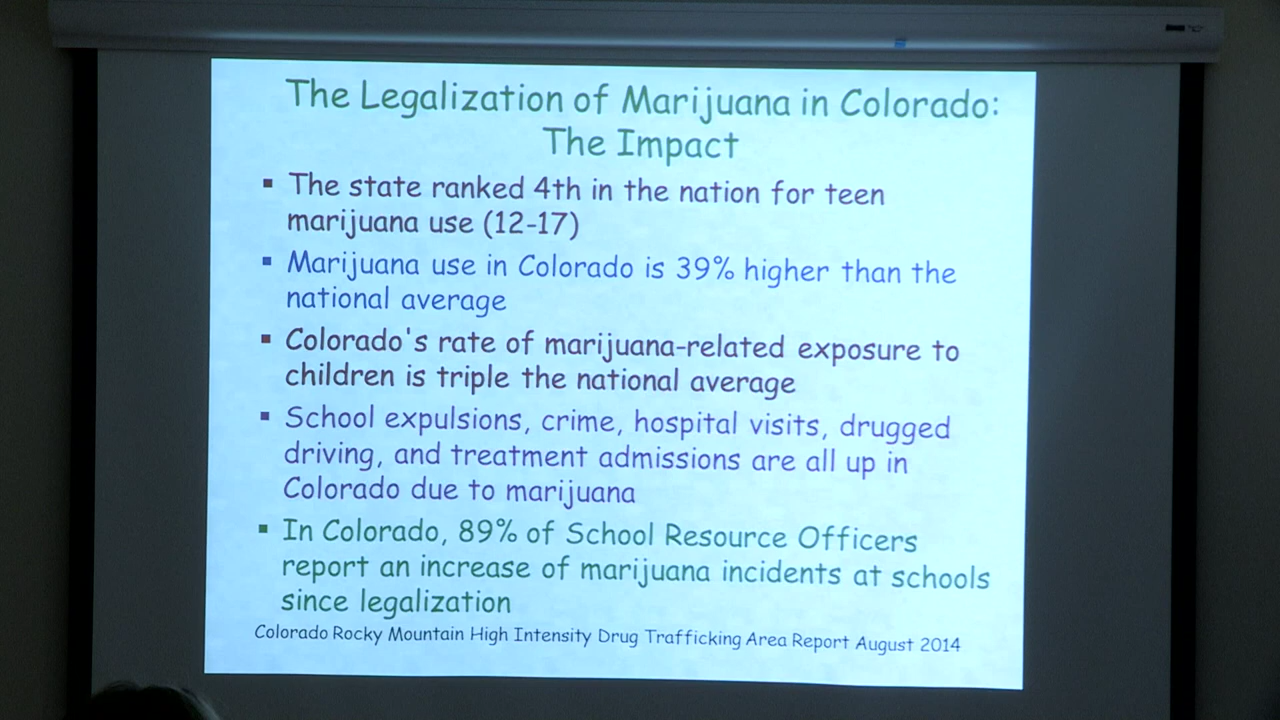 The Legalization of Marijuana in Colorado:
The Impact
▪ The state ranked 4th in the nation for teen
marijuana use (12-17)
▪ Marijuana use in Colorado is 39% higher than the
national average
▪ Colorado's rate of marijuana-related exposure to
children is triple the national average
▪ School expulsions, crime, hospital visits, drugged
driving, and treatment admissions are all up in
Colorado due to marijuana
▪ In Colorado, 89% of School Resource Officers
report an increase of marijuana incidents at schools
since legalization
Colorado Rocky Mountain High Intensity Drug Trafficking Area Report August 2014